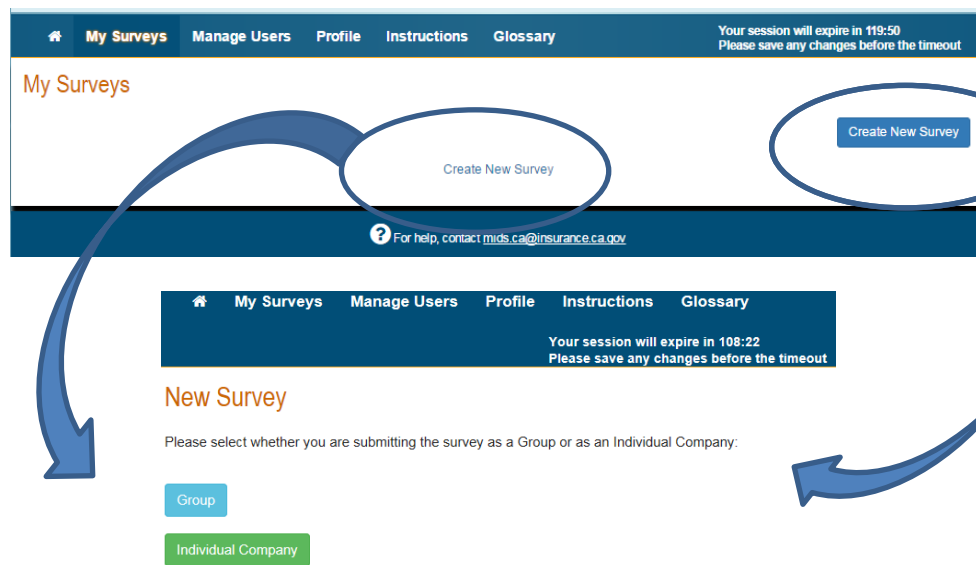 My Surveys Manage Users Profile Instructions Glossary
Your session will expire in 119:50
Please save any changes before the timeout
My Surveys
Create New Survey
Create New Survey
? For help, contact mids.ca@insurance.ca.gov
My Surveys Manage Users Profile Instructions Glossary
Your session will expire in 108:22
Please save any changes before the timeout
New Survey
Please select whether you are submitting the survey as a Group or as an Individual Company:
Group
Individual Company